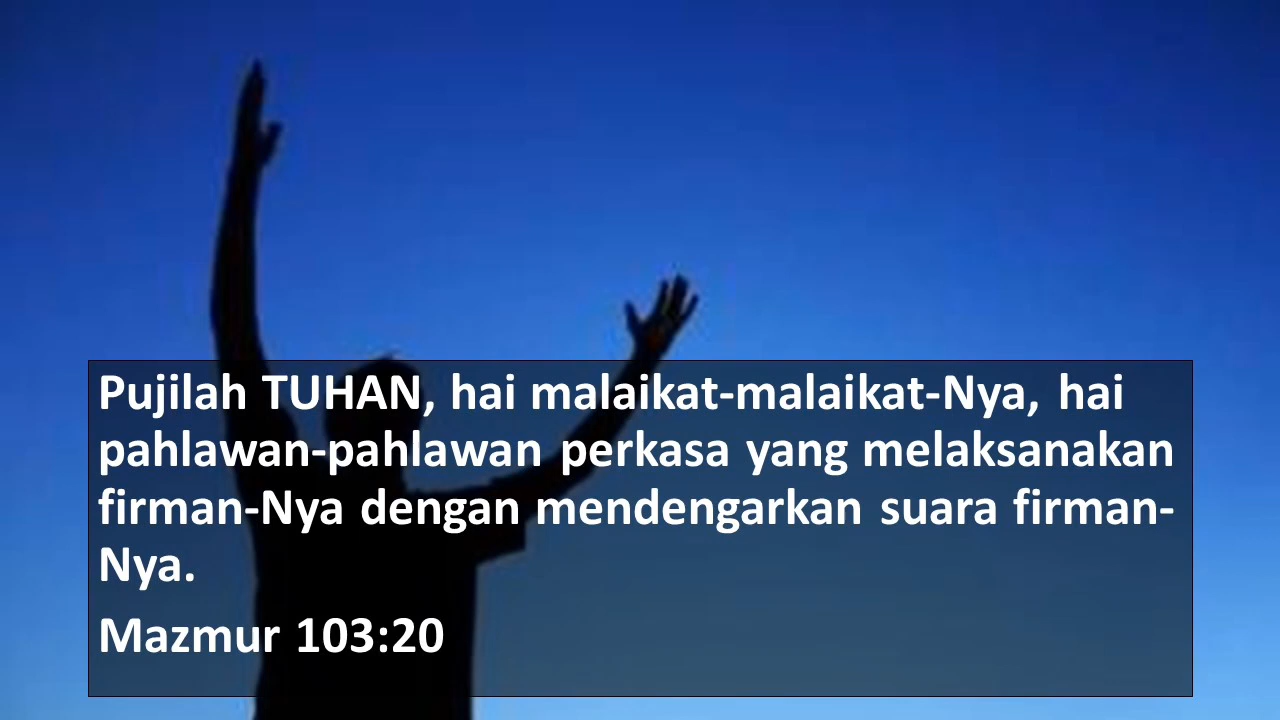 Pujilah TUHAN, hai malaikat-malaikat-Nya, hai
pahlawan-pahlawan perkasa yang melaksanakan
firman-Nya dengan mendengarkan suara firman-
Nya.
Mazmur 103:20